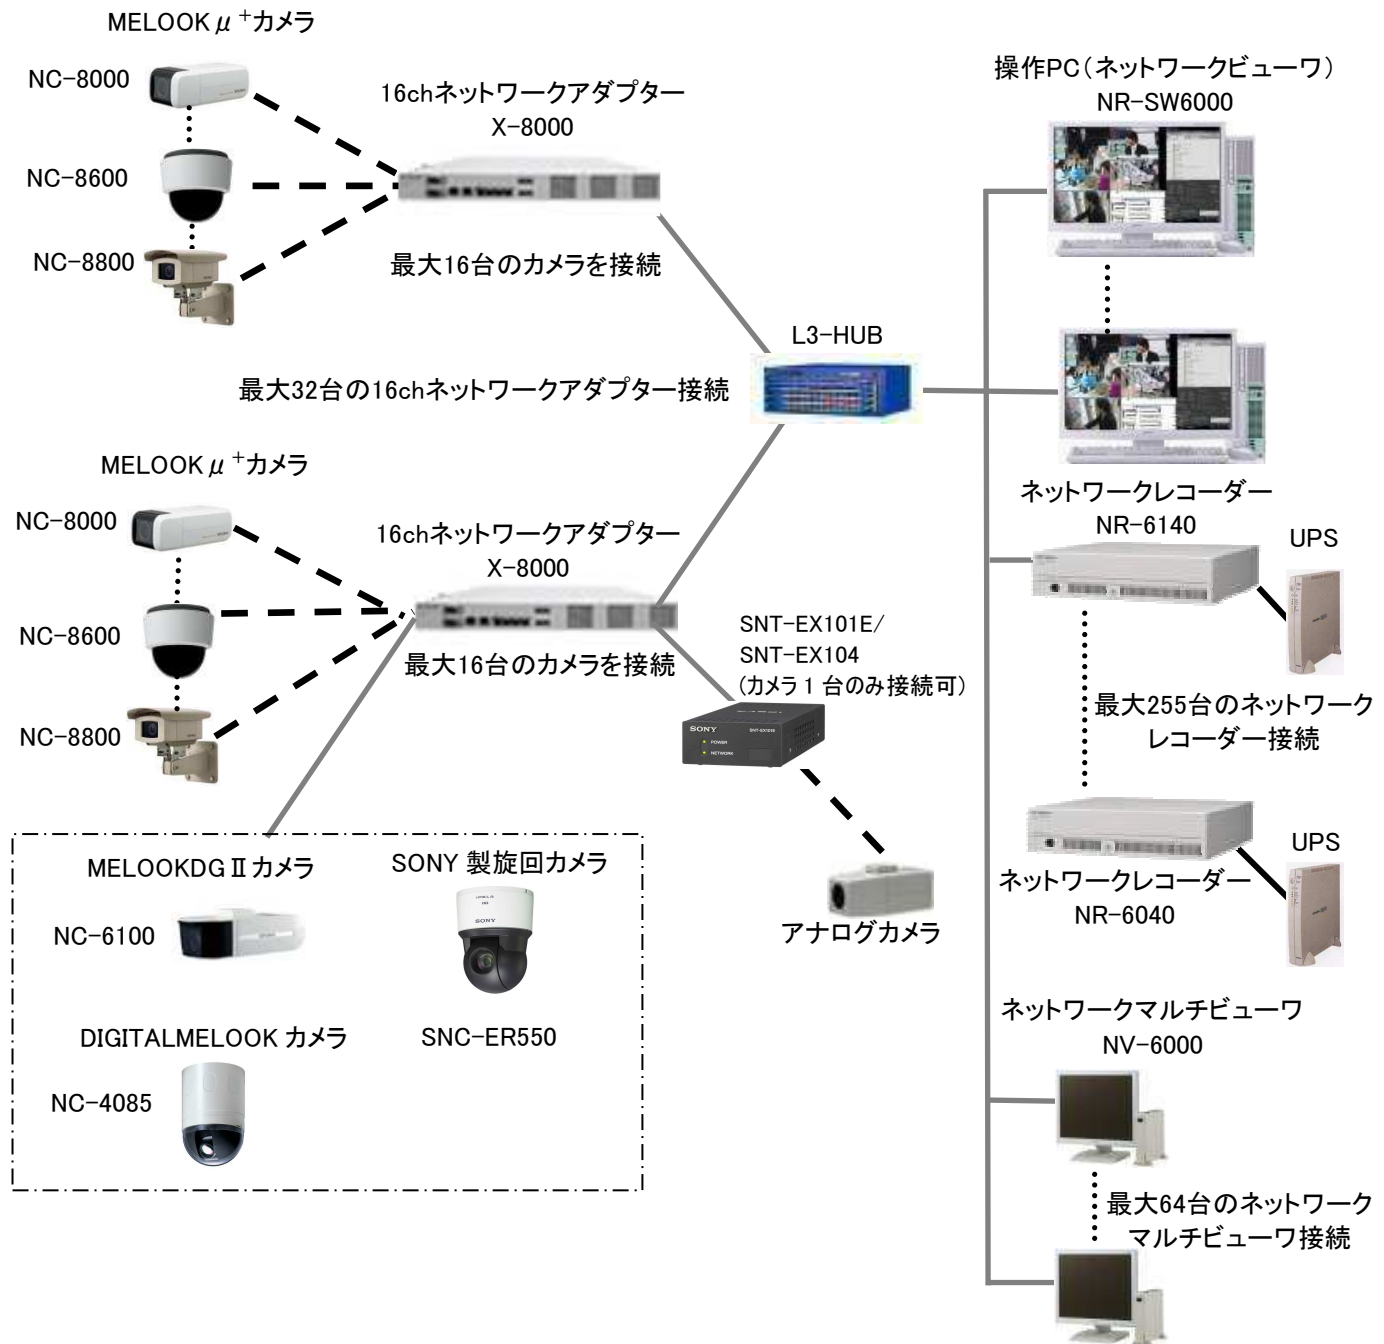 MELOOKμ+カメラ
NC-8000
NC-8600
NC-8800
16chネットワークアダプター
X-8000
最大16台のカメラを接続
操作PC(ネットワークビューワ)
NR-SW6000
L3-HUB
最大32台の16chネットワークアダプター接続
MELOOKμ+カメラ
NC-8000
NC-8600
NC-8800
16chネットワークアダプター
X-8000
最大16台のカメラを接続
SNT-EX101E/
SNT-EX104
(カメラ1台のみ接続可)
SONY
SNT-EX101E
POWER
NETWORK
アナログカメラ
ネットワークレコーダー
NR-6140
UPS
最大255台のネットワーク
レコーダー接続
ネットワークレコーダー
NR-6040
UPS
MELOOKDGⅡカメラ
NC-6100
SONY 製旋回カメラ
SONY
SNC-ER550
DIGITALMELOOK カメラ
NC-4085
ネットワークマルチビューワ
NV-6000
最大64台のネットワーク
マルチビューワ接続